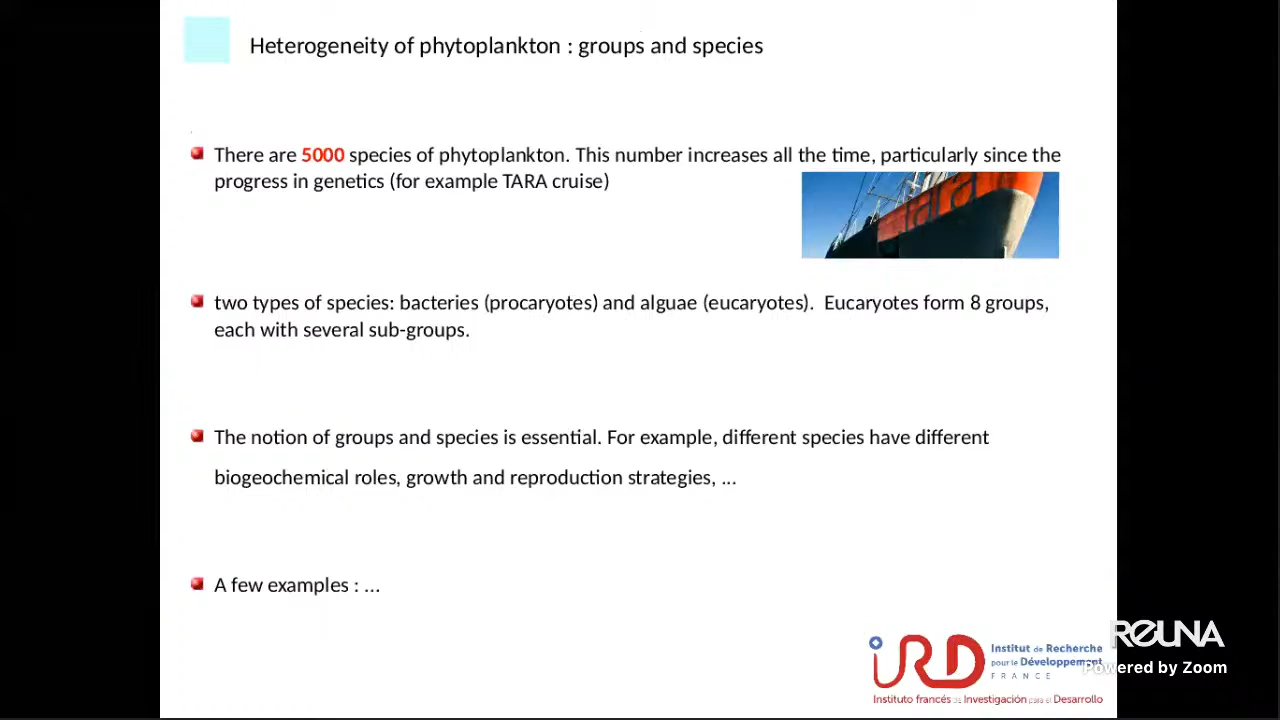 Heterogeneity of phytoplankton : groups and species
There are 5000 species of phytoplankton. This number increases all the time, particularly since the
progress in genetics (for example TARA cruise)
tara
two types of species: bacteries (procaryotes) and alguae (eucaryotes). Eucaryotes form 8 groups,
each with several sub-groups.
The notion of groups and species is essential. For example, different species have different
biogeochemical roles, growth and reproduction strategies, ...
A few examples : ...
IRD
Institut de Recherche
pour le Développement
FRANCE
Instituto francés de Investigación para el Desarrollo
REUNA
Powered by Zoom